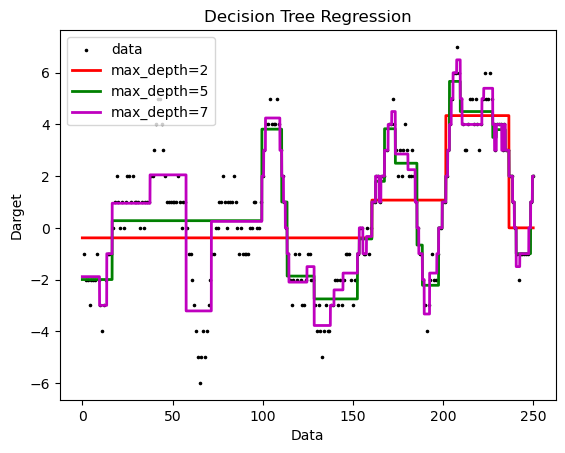 Decision Tree Regression
data
max_depth=2
max_depth=5
max_depth=7
6
4
2
0
−2
−4
−6
Darget
0 50 100 150 200 250
Data